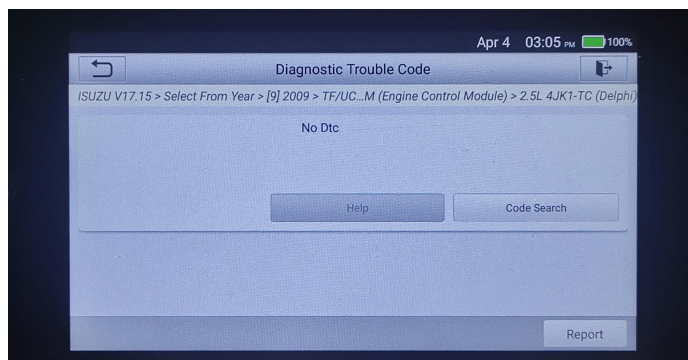 Apr 4 03:05 PM 100%
Diagnostic Trouble Code
ISUZU V17.15 > Select From Year > [9] 2009 > TF/UC...M (Engine Control Module) > 2.5L 4JK1-TC (Delphi)
No Dtc
Help Code Search
Report